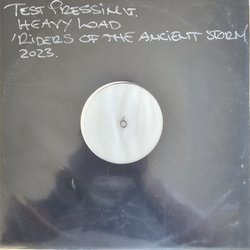 TEST PRESSING,
HEAVY LOAD
'RIDERS OF THE ANCIENT STORM'
2023.